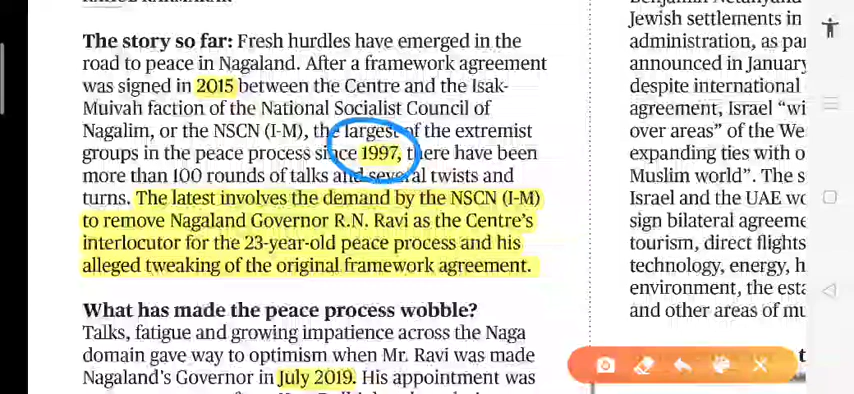 The story so far: Fresh hurdles have emerged in the
road to peace in Nagaland. After a framework agreement
was signed in 2015 between the Centre and the Isak-
Muivah faction of the National Socialist Council of
Nagalim, or the NSCN (I-M), the largest of the extremist
groups in the peace process since 1997, there have been
more than 100 rounds of talks and several twists and
turns. The latest involves the demand by the NSCN (I-M)
to remove Nagaland Governor R.N. Ravi as the Centre's
interlocutor for the 23-year-old peace process and his
alleged tweaking of the original framework agreement.
What has made the peace process wobble?
Talks, fatigue and growing impatience across the Naga
domain gave way to optimism when Mr. Ravi was made
Nagaland's Governor in July 2019. His appointment was
Jewish settlements in
administration, as par
announced in January
despite international
agreement, Israel "wi
over areas" of the We
expanding ties with o
Muslim world". The s
Israel and the UAE wo
sign bilateral agreeme
tourism, direct flights
technology, energy, h
environment, the esta
and other areas of mu